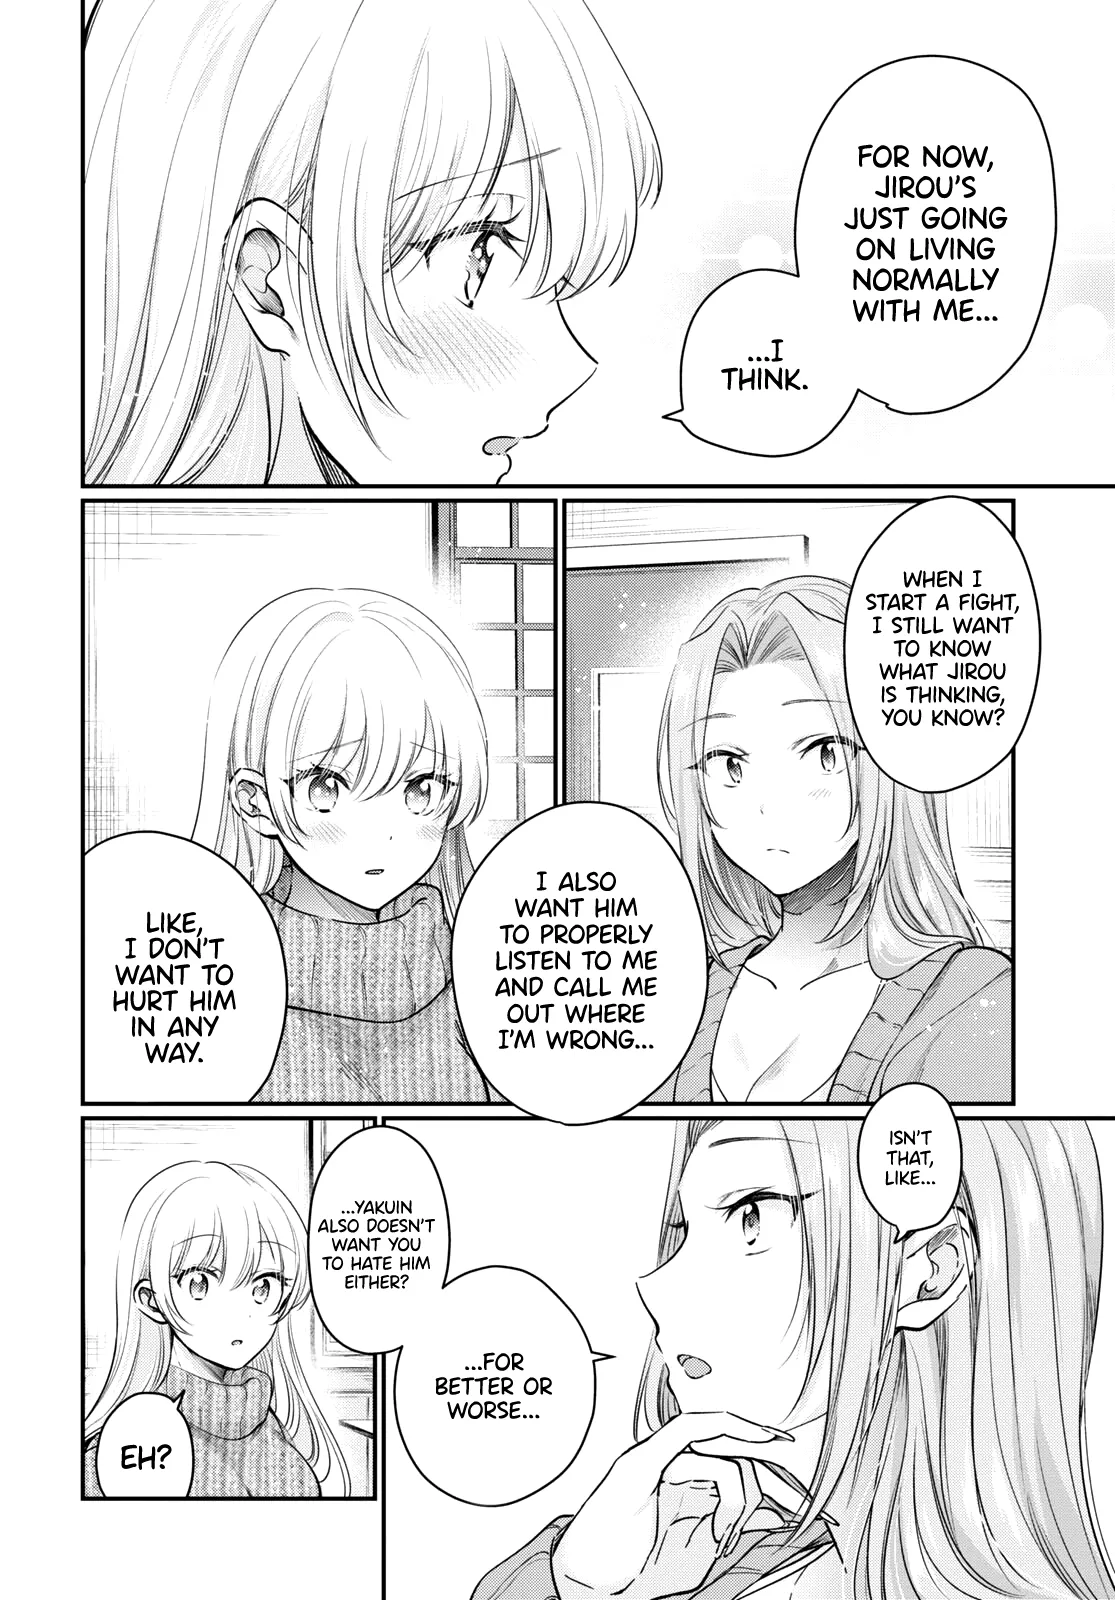 FOR NOW,
JIROU'S
JUST GOING
ON LIVING
NORMALLY
WITH ME...
...I
THINK.
WHEN I
START A FIGHT,
I STILL WANT
TO KNOW
WHAT JIROU
IS THINKING,
YOU KNOW?
I ALSO
WANT HIM
TO PROPERLY
LISTEN TO ME
AND CALL ME
OUT WHERE
I'M WRONG...
LIKE,
I DON'T
WANT TO
HURT HIM
IN ANY
WAY.
ISN'T
THAT,
LIKE...
...FOR
BETTER OR
WORSE...
...YAKUIN
ALSO DOESN'T
WANT YOU
TO HATE HIM
EITHER?
EH?